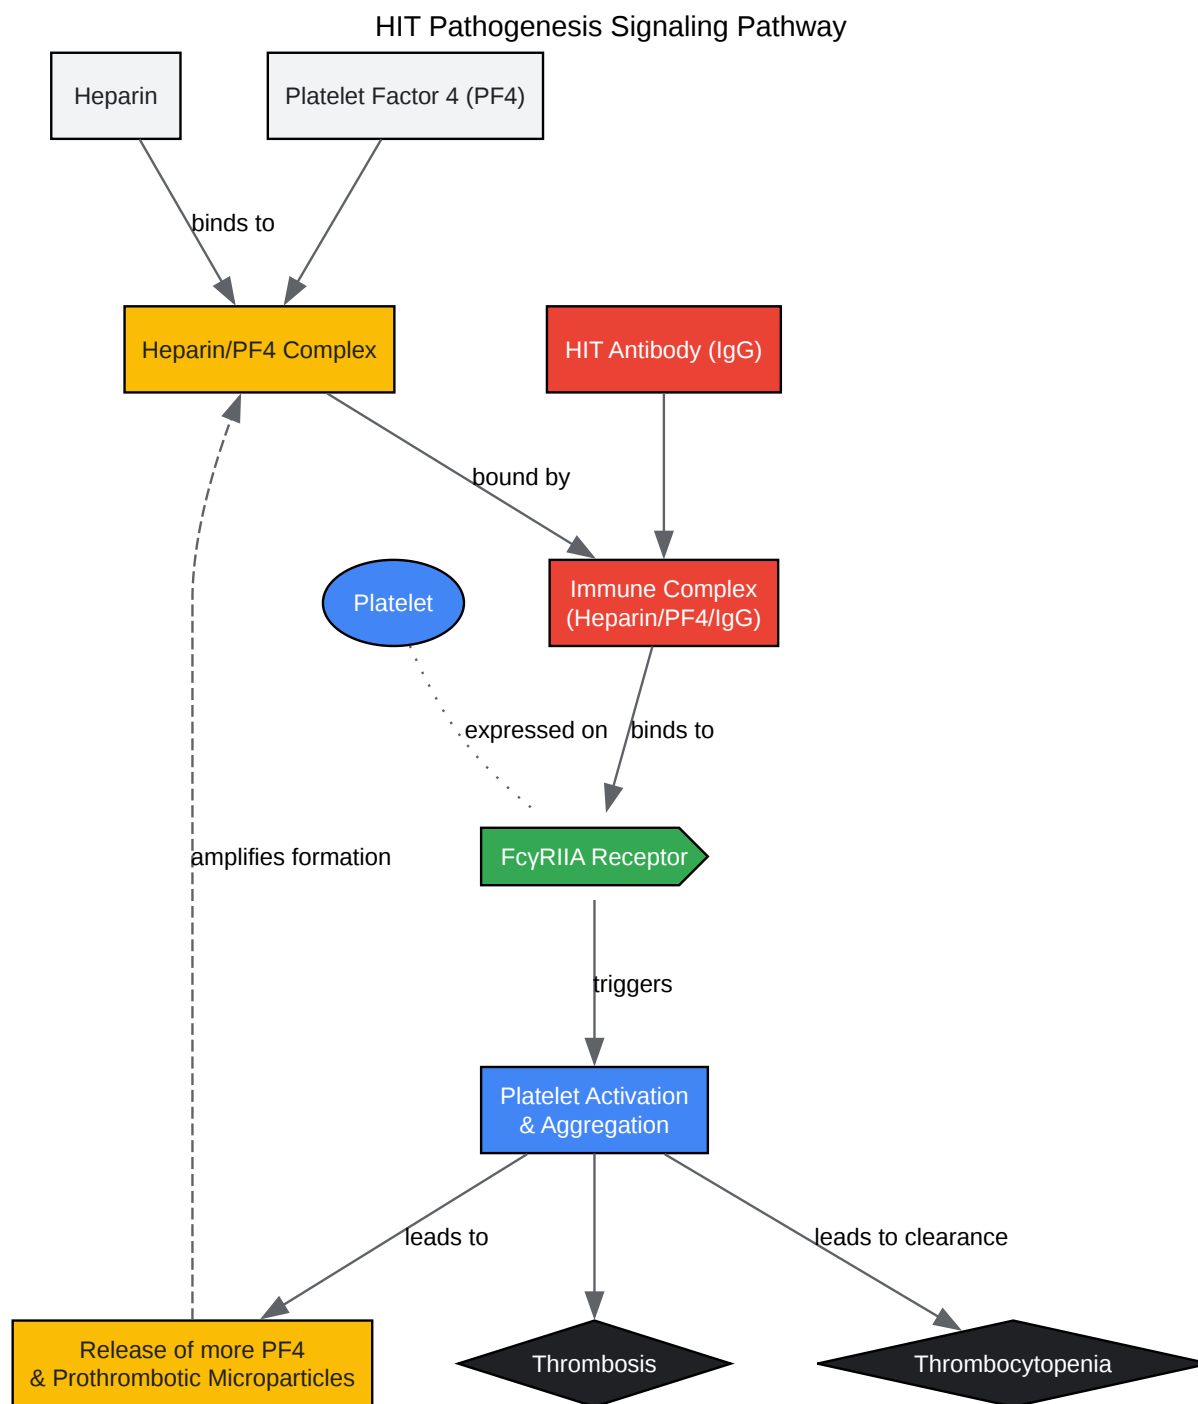 HIT Pathogenesis Signaling Pathway
Heparin
Platelet Factor 4 (PF4)
binds to
Heparin/PF4 Complex
HIT Antibody (IgG)
bound by
Platelet
Immune Complex
(Heparin/PF4/IgG)
expressed on
binds to
amplifies formation
FcγRIIA Receptor
triggers
Platelet Activation
& Aggregation
leads to
leads to clearance
Release of more PF4
& Prothrombotic Microparticles
Thrombosis
Thrombocytopenia